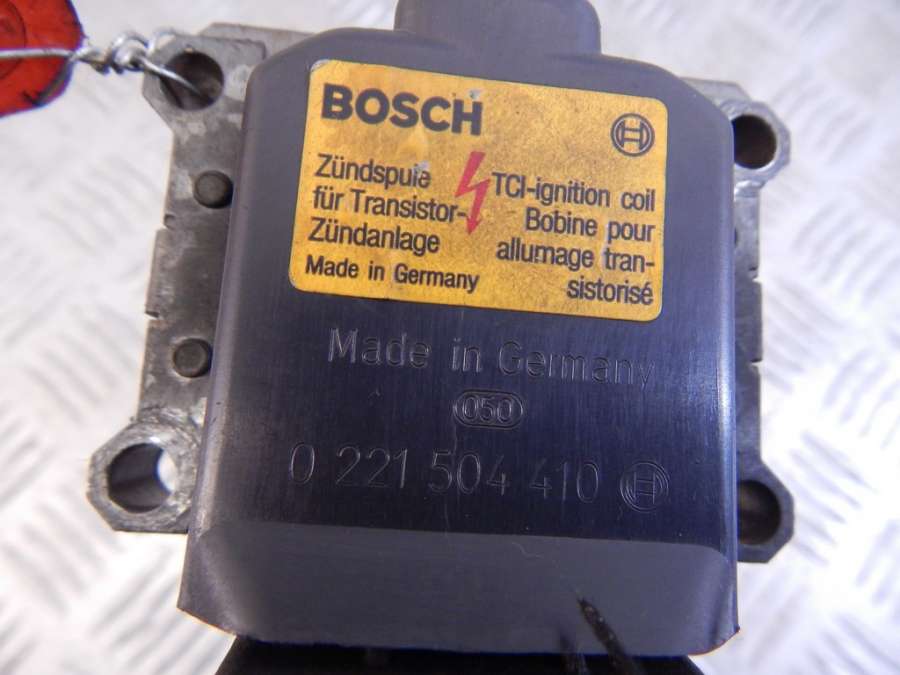 BOSCH
Zündspule
für Transistor-
Zündanlage
Made in Germany
TCI-ignition coil
Bobine pour
allumage tran-
sistorisé
Made in Germany
050
0 221 504 410